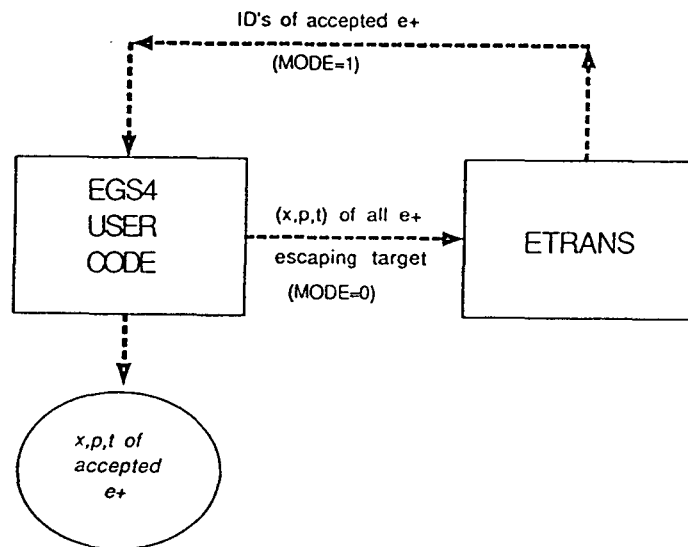 ID's of accepted e+
(MODE=1)
EGS4
USER
CODE
(x,p,t) of all e+
escaping target
(MODE=0)
ETRANS
x,p,t of
accepted
e+